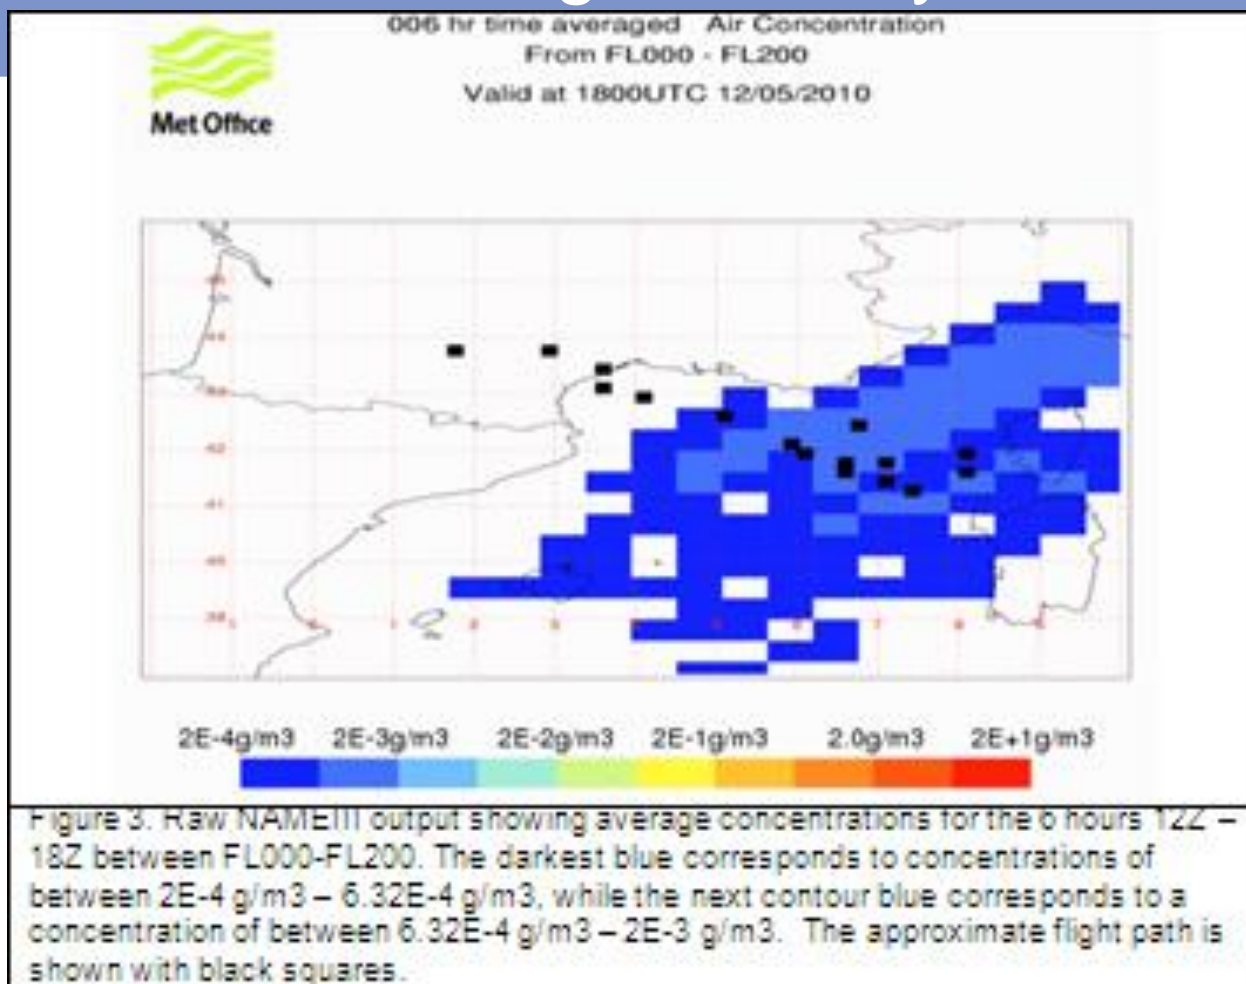 006 hr time averaged Air Concentration
From FL000 - FL200
Valid at 1800UTC 12/05/2010
Met Office
2E-4g/m3 2E-3g/m3 2E-2g/m3 2E-1g/m3 2.0g/m3 2E+1g/m3
Figure 3. Raw NAMEIII output showing average concentrations for the 6 hours 12Z –
18Z between FL000-FL200. The darkest blue corresponds to concentrations of
between 2E-4 g/m3 – 6.32E-4 g/m3, while the next contour blue corresponds to a
concentration of between 6.32E-4 g/m3 – 2E-3 g/m3. The approximate flight path is
shown with black squares.